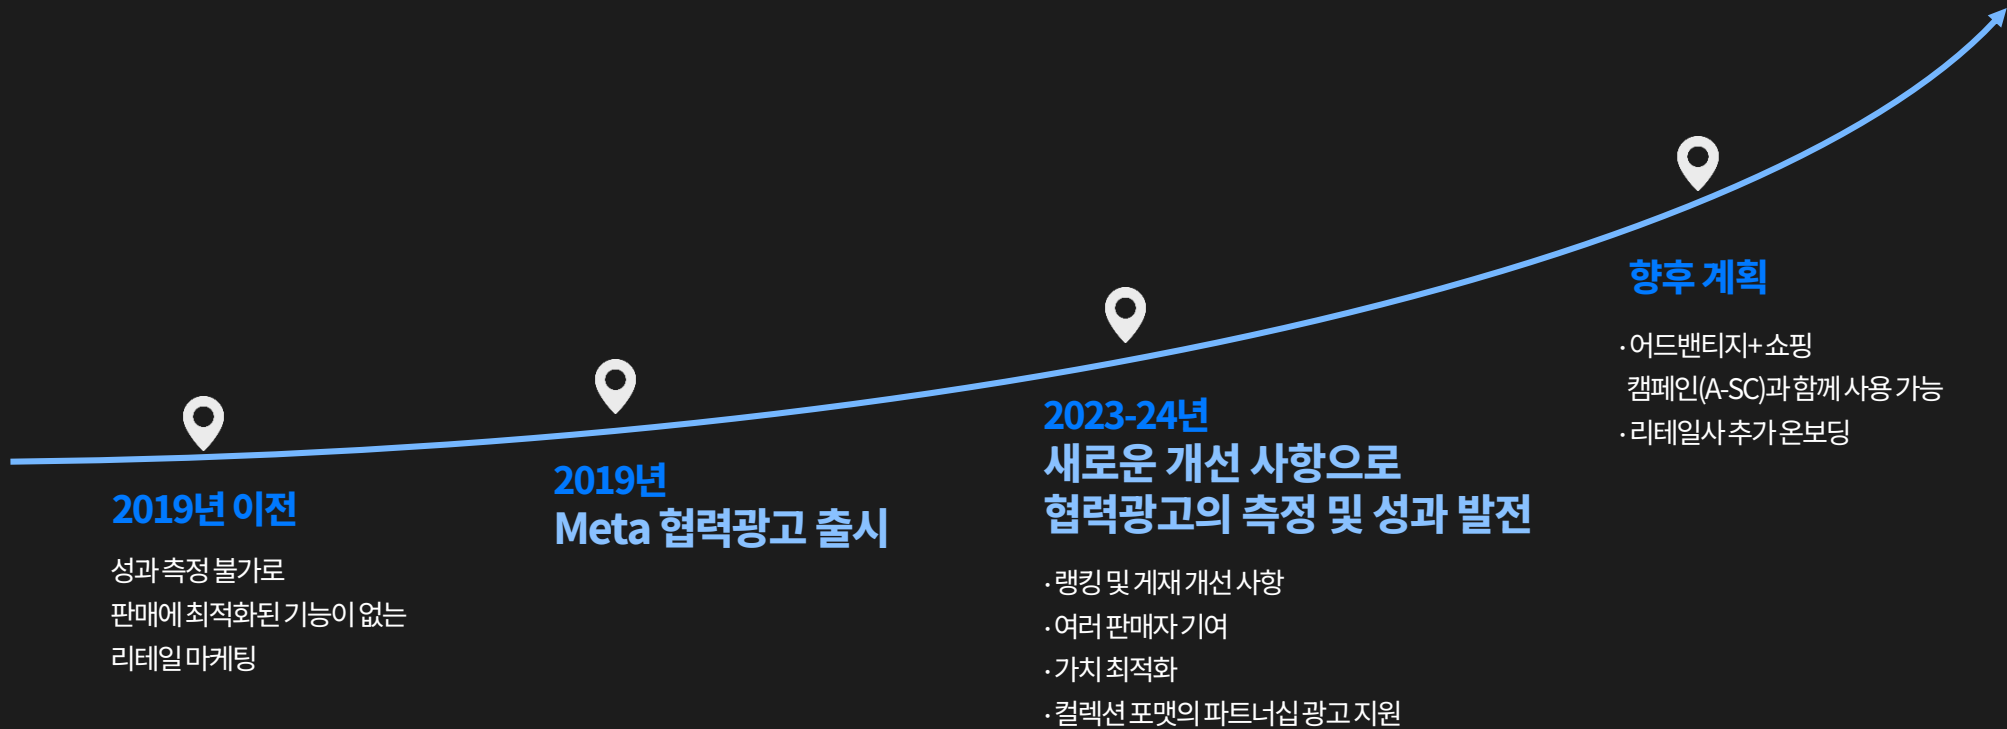 2019년 이전
성과 측정 불가로
판매에 최적화된 기능이 없는
리테일 마케팅
2019년
Meta 협력광고 출시
2023-24년
새로운 개선 사항으로
협력광고의 측정 및 성과 발전
· 랭킹 및 게재 개선 사항
· 여러 판매자 기여
· 가치 최적화
· 컬렉션 포맷의 파트너십 광고 지원
향후 계획
· 어드밴티지+ 쇼핑
캠페인(A-SC)과 함께 사용 가능
· 리테일사 추가 온보딩